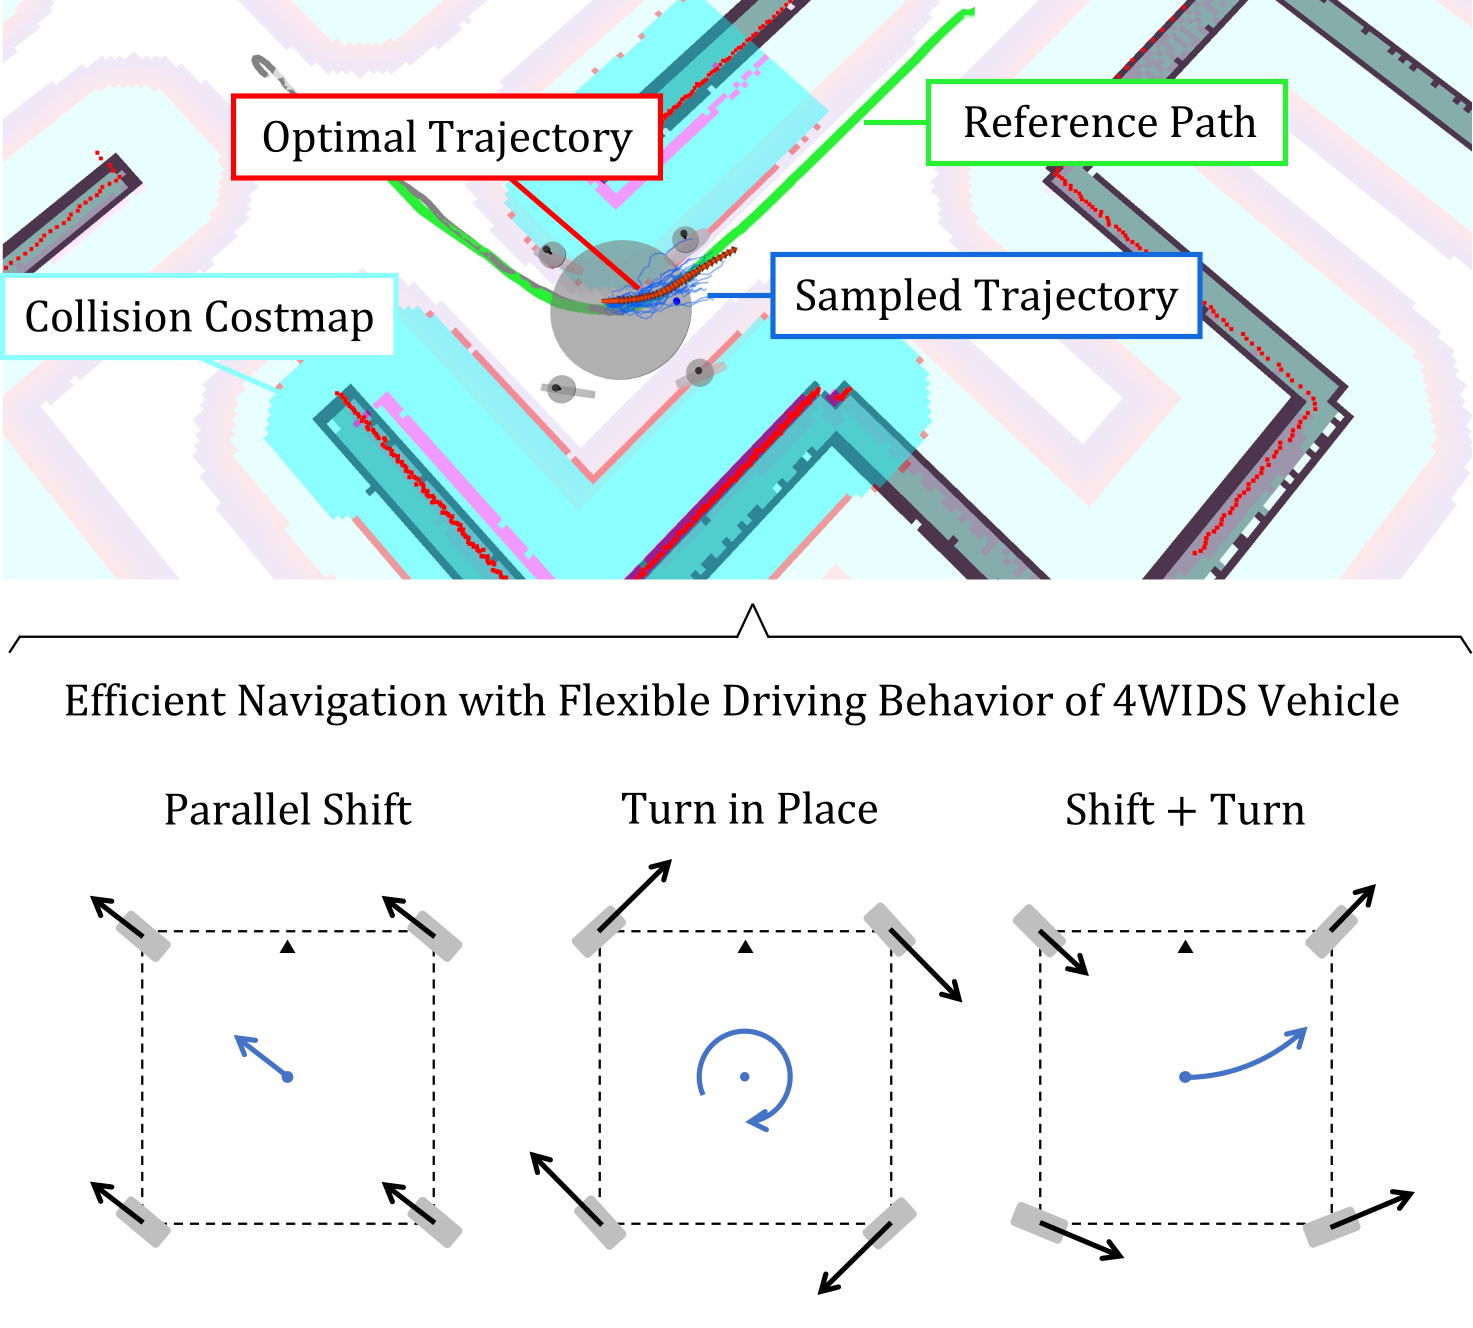 Optimal Trajectory
Reference Path
Collision Costmap
Sampled Trajectory
Efficient Navigation with Flexible Driving Behavior of 4WIDS Vehicle
Parallel Shift
Turn in Place
Shift + Turn